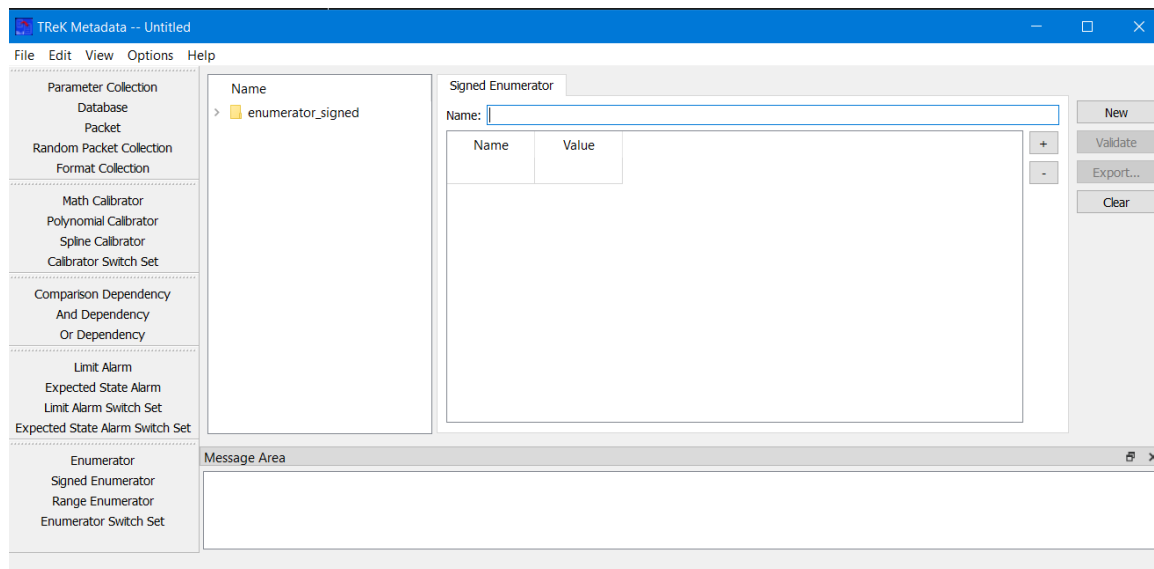 TReK Metadata -- Untitled
File Edit View Options Help
Parameter Collection
Database
Packet
Random Packet Collection
Format Collection
Math Calibrator
Polynomial Calibrator
Spline Calibrator
Calibrator Switch Set
Comparison Dependency
And Dependency
Or Dependency
Limit Alarm
Expected State Alarm
Limit Alarm Switch Set
Expected State Alarm Switch Set
Enumerator
Signed Enumerator
Range Enumerator
Enumerator Switch Set
Name
enumerator_signed
Signed Enumerator
Name:
Name Value
+
-
New
Validate
Export...
Clear
Message Area